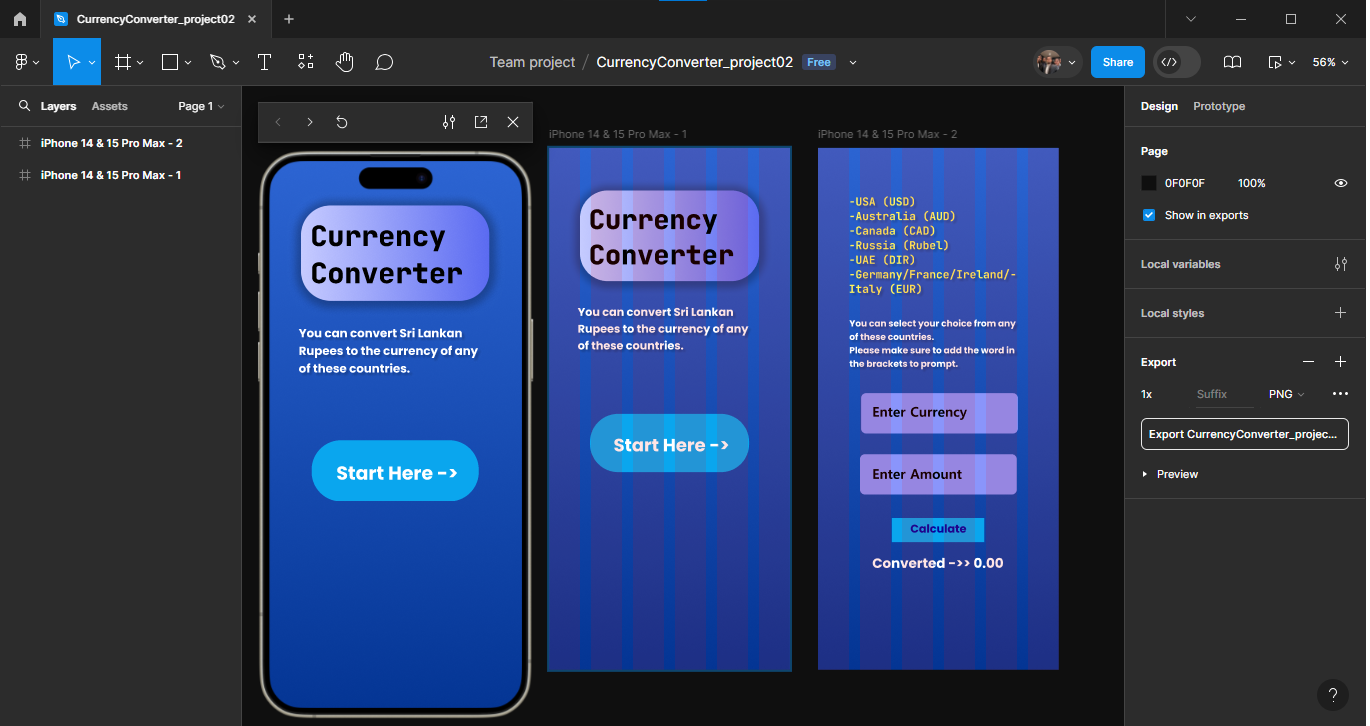 CurrencyConverter_project02
Team project / CurrencyConverter_project02 Free
Share
56%
Layers Assets Page 1
iPhone 14 & 15 Pro Max - 2
iPhone 14 & 15 Pro Max - 1
Currency
Converter
You can convert Sri Lankan
Rupees to the currency of any
of these countries.
Start Here ->
iPhone 14 & 15 Pro Max - 1
Currency
Converter
You can convert Sri Lankan
Rupees to the currency of any
of these countries.
Start Here ->
iPhone 14 & 15 Pro Max - 2
-USA (USD)
-Australia (AUD)
-Canada (CAD)
-Russia (Rubel)
-UAE (DIR)
-Germany/France/Ireland/-
Italy (EUR)
You can select your choice from any
of these countries.
Please make sure to add the word in
the brackets to prompt.
Enter Currency
Enter Amount
Calculate
Converted ->> 0.00
Design Prototype
Page
0F0F0F 100%
Show in exports
Local variables
Local styles
Export
1x Suffix PNG
Export CurrencyConverter_projec...
Preview
?